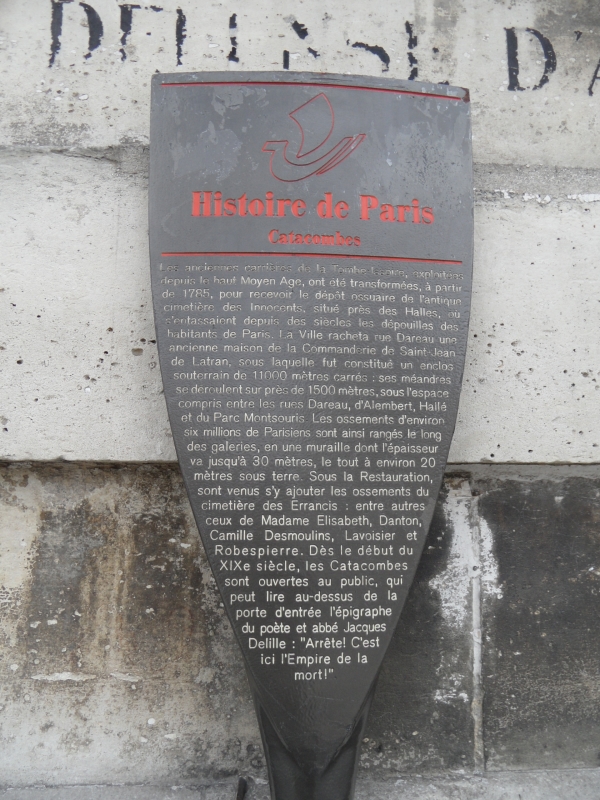 DEFENSE D'A
Histoire de Paris
Catacombes
Les anciennes carrières de la Tombe Issoire, exploitées
depuis le haut Moyen Age, ont été transformées, à partir
de 1785, pour recevoir le dépôt ossuaire de l'antique
cimetière des Innocents, situé près des Halles, où
s'entassaient depuis des siècles les dépouilles des
habitants de Paris. La Ville racheta rue Dareau une
ancienne maison de la Commanderie de Saint-Jean
de Latran, sous laquelle fut constitué un enclos
souterrain de 11000 mètres carrés : ses méandres
se déroulent sur près de 1500 mètres, sous l'espace
compris entre les rues Dareau, d'Alembert, Hallé
et du Parc Montsouris. Les ossements d'environ
six millions de Parisiens sont ainsi rangés le long
des galeries, en une muraille dont l'épaisseur
va jusqu'à 30 mètres, le tout à environ 20
mètres sous terre. Sous la Restauration,
sont venus s'y ajouter les ossements du
cimetière des Errancis : entre autres
ceux de Madame Elisabeth, Danton,
Camille Desmoulins, Lavoisier et
Robespierre. Dès le début du
XIXe siècle, les Catacombes
sont ouvertes au public, qui
peut lire au-dessus de la
porte d'entrée l'épigraphe
du poète et abbé Jacques
Delille : "Arrête! C'est
ici l'Empire de la
mort!"